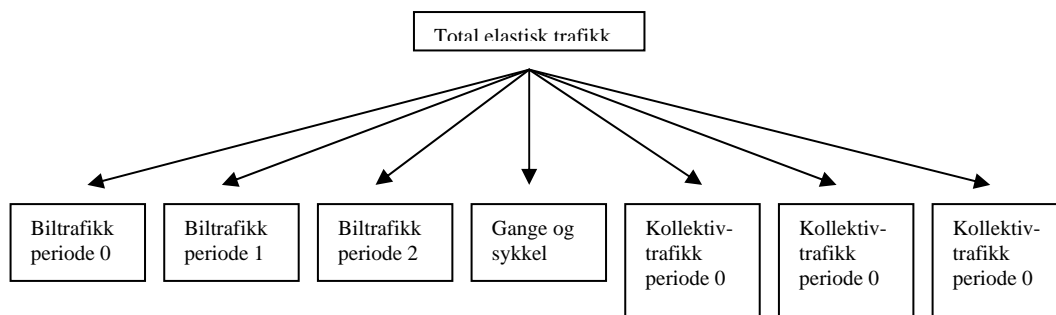 Total elastisk trafikk
Biltrafikk
periode 0
Biltrafikk
periode 1
Biltrafikk
periode 2
Gange og
sykkel
Kollektiv-
trafikk
periode 0
Kollektiv-
trafikk
periode 0
Kollektiv-
trafikk
periode 0